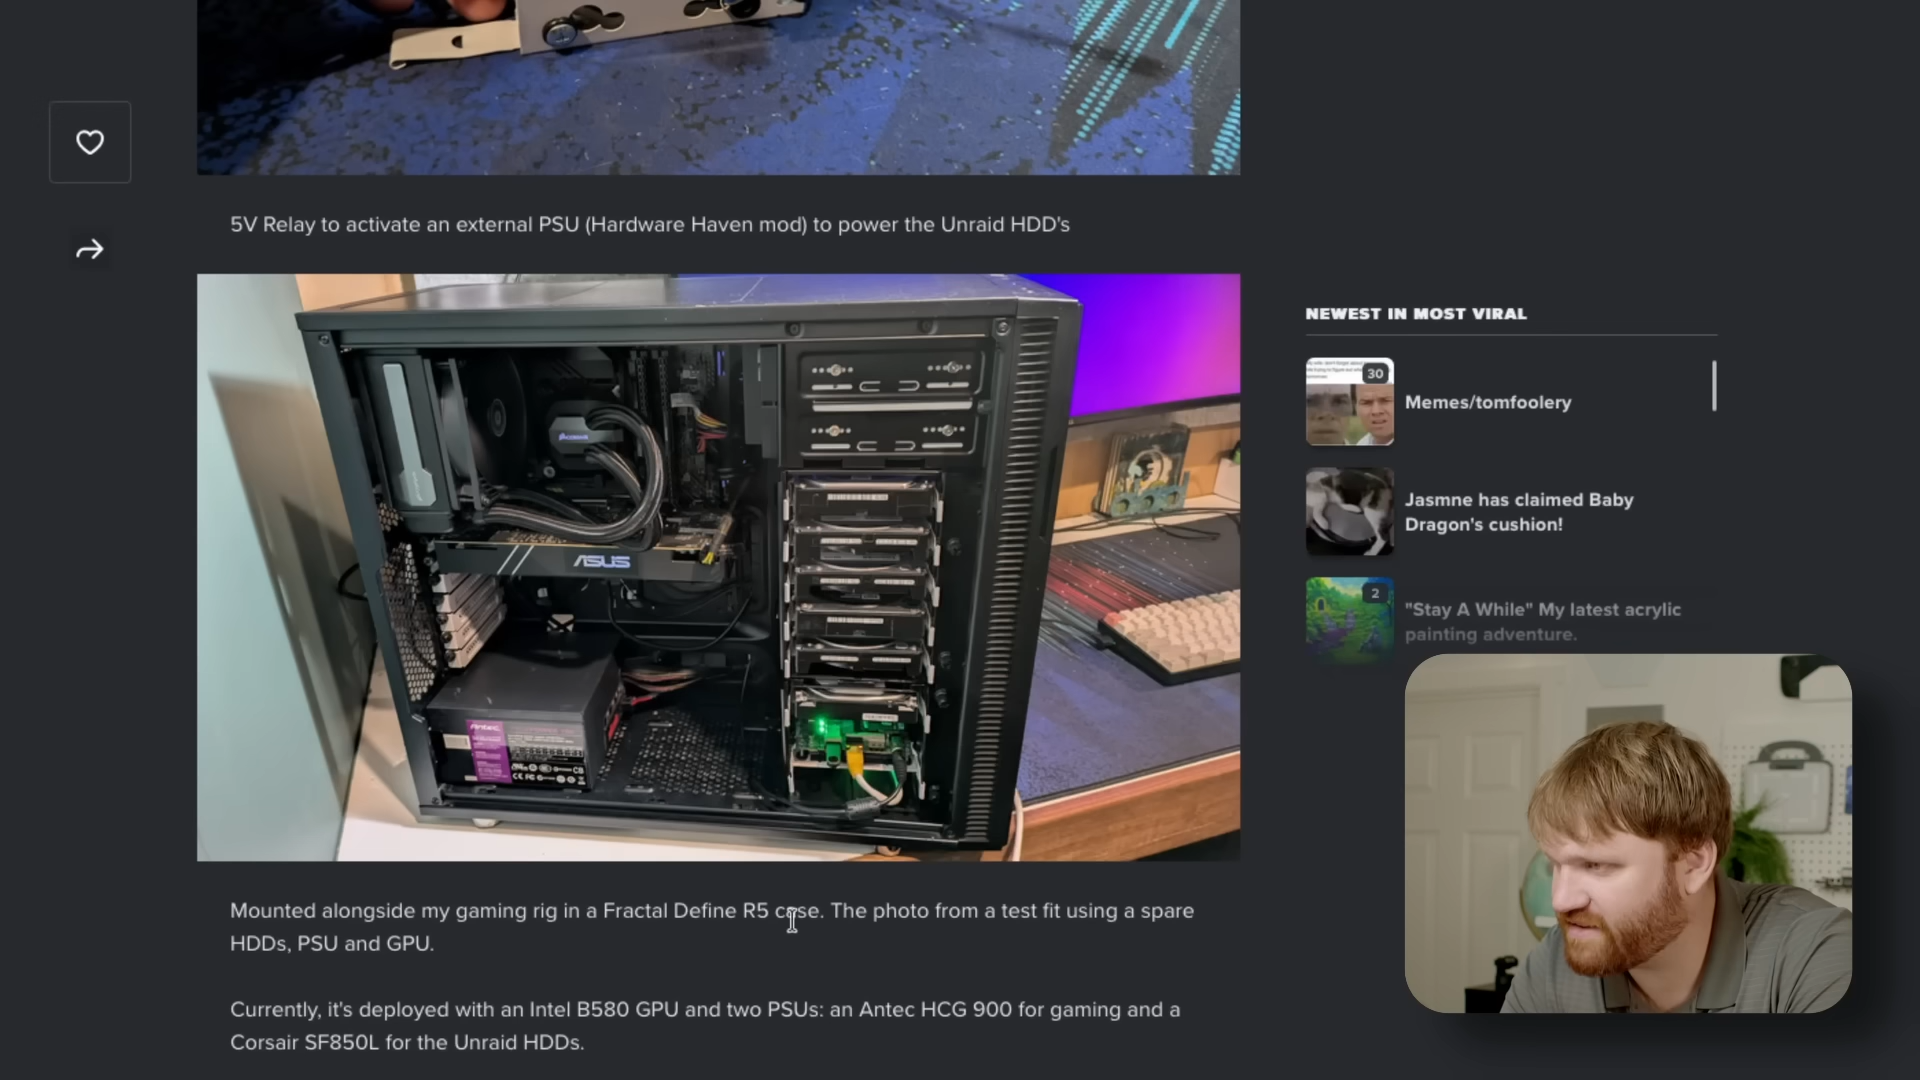 5V Relay to activate an external PSU (Hardware Haven mod) to power the Unraid HDD's
ASUS
Antec
Mounted alongside my gaming rig in a Fractal Define R5 case. The photo from a test fit using a spare
HDDs, PSU and GPU.
Currently, it's deployed with an Intel B580 GPU and two PSUs: an Antec HCG 900 for gaming and a
Corsair SF850L for the Unraid HDDs.
NEWEST IN MOST VIRAL
30
Memes/tomfoolery
Jasmne has claimed Baby
Dragon's cushion!
2
"Stay A While" My latest acrylic
painting adventure.